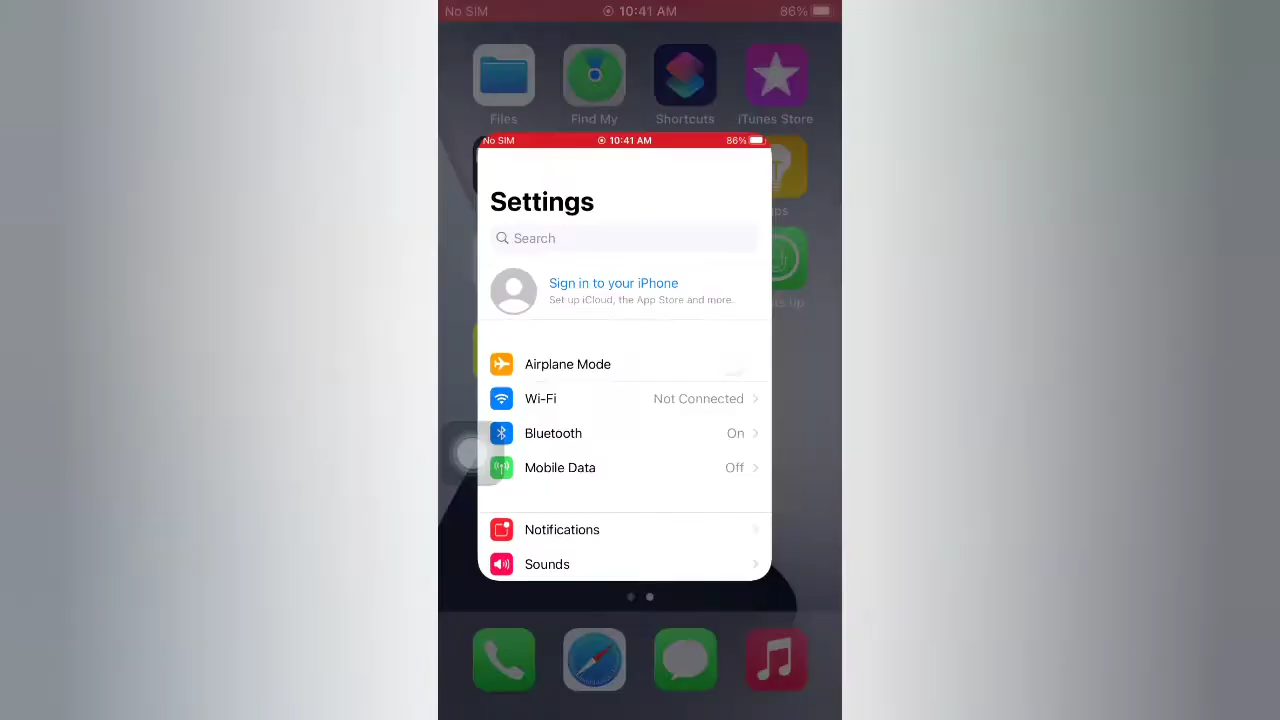 No SIM 10:41 AM 86%
Files Find My Shortcuts iTunes Store
No SIM 10:41 AM 86%
Settings
Search
Sign in to your iPhone
Set up iCloud, the App Store and more.
Airplane Mode
Wi-Fi Not Connected
Bluetooth On
Mobile Data Off
Notifications
Sounds